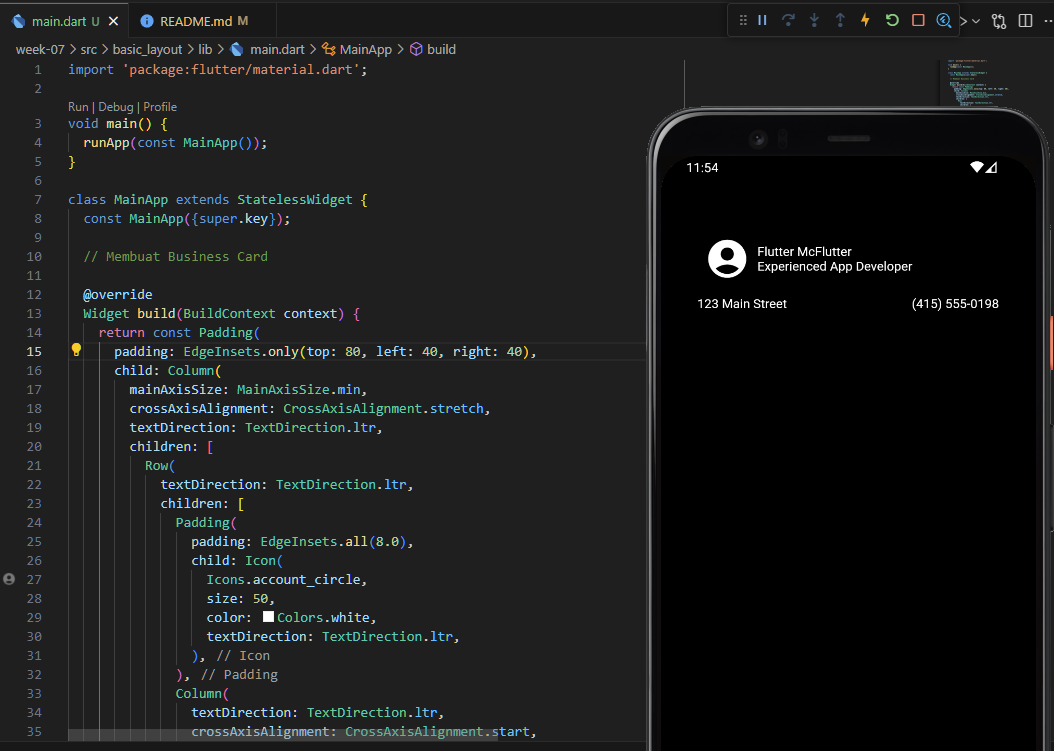 main.dart U
README.md M
week-07 > src > basic_layout > lib > main.dart > MainApp > build
1 import 'package:flutter/material.dart';
2
Run | Debug | Profile
3 void main() {
4 runApp(const MainApp());
5 }
6
7 class MainApp extends StatelessWidget {
8 const MainApp({super.key});
9
10 // Membuat Business Card
11
12 @override
13 Widget build(BuildContext context) {
14 return const Padding(
15 padding: EdgeInsets.only(top: 80, left: 40, right: 40),
16 child: Column(
17 mainAxisSize: MainAxisSize.min,
18 crossAxisAlignment: CrossAxisAlignment.stretch,
19 textDirection: TextDirection.ltr,
20 children: [
21 Row(
22 textDirection: TextDirection.ltr,
23 children: [
24 Padding(
25 padding: EdgeInsets.all(8.0),
26 child: Icon(
27 Icons.account_circle,
28 size: 50,
29 color: Colors.white,
30 textDirection: TextDirection.ltr,
31 ), // Icon
32 ), // Padding
33 Column(
34 textDirection: TextDirection.ltr,
35 crossAxisAlignment: CrossAxisAlignment.start,
11:54
Flutter McFlutter
Experienced App Developer
123 Main Street
(415) 555-0198